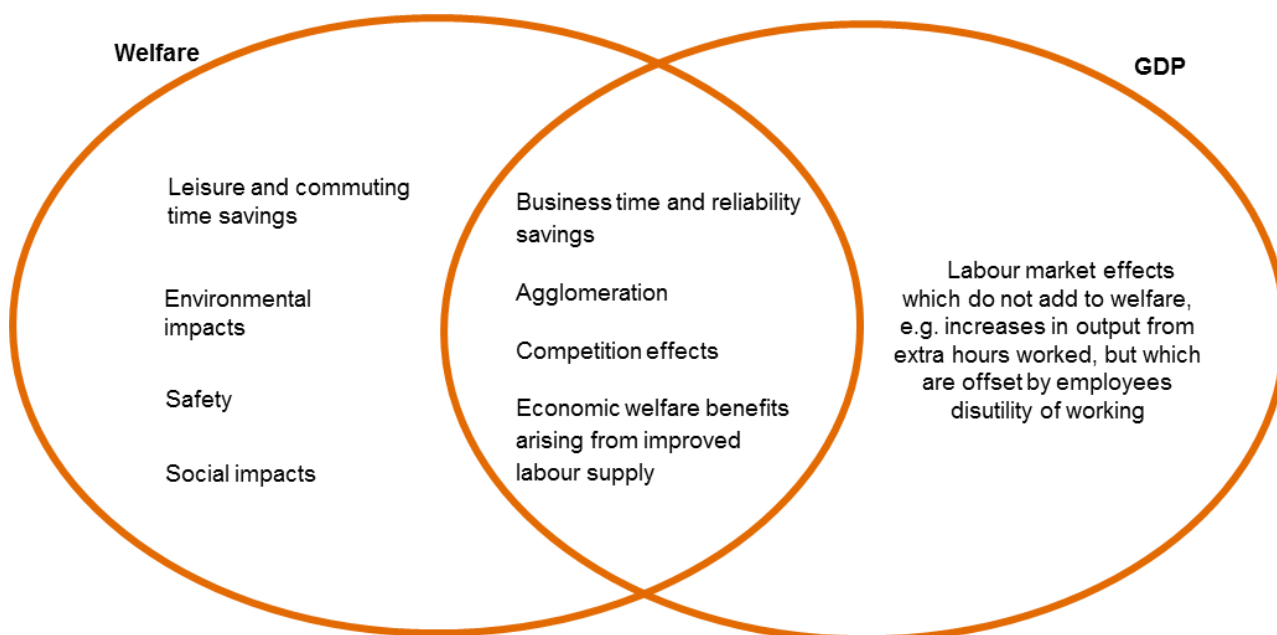 Welfare
GDP
Leisure and commuting
time savings
Environmental
impacts
Safety
Social impacts
Business time and reliability
savings
Agglomeration
Competition effects
Economic welfare benefits
arising from improved
labour supply
Labour market effects
which do not add to welfare,
e.g. increases in output from
extra hours worked, but which
are offset by employees
disutility of working